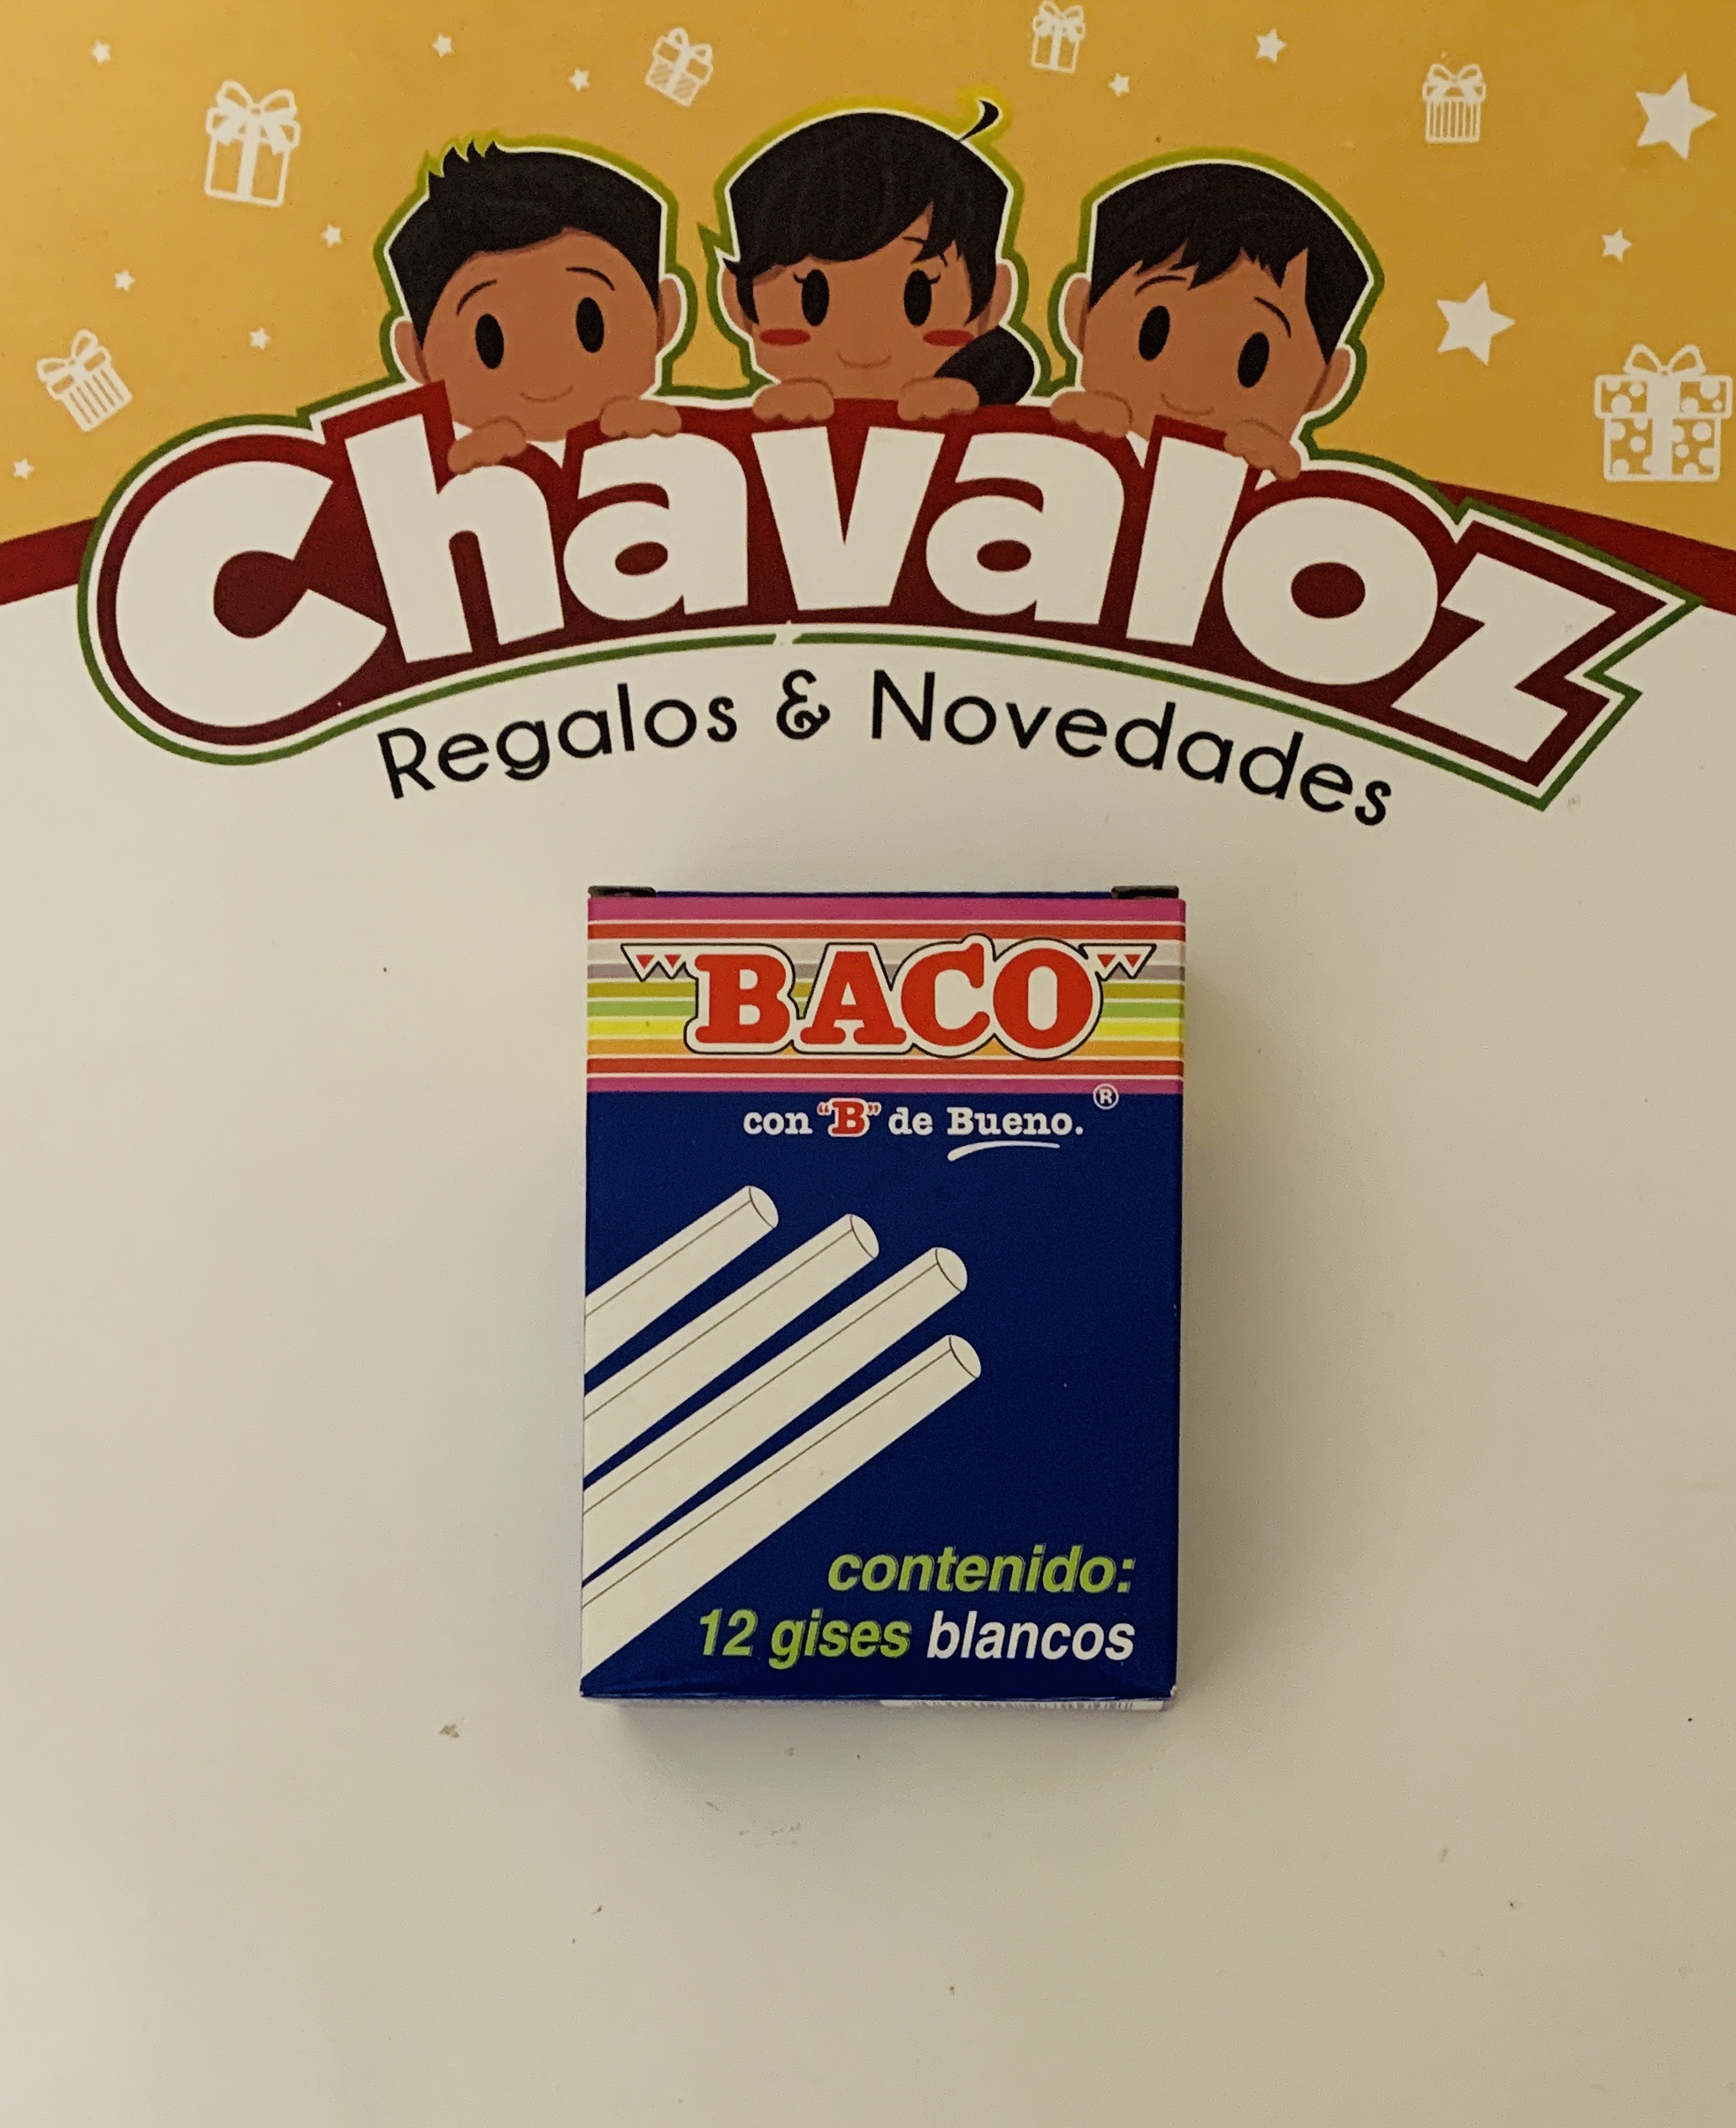 Chavaloz
Regalos & Novedades
"BACO"
con "B" de Bueno.®
contenido:
12 gises blancos